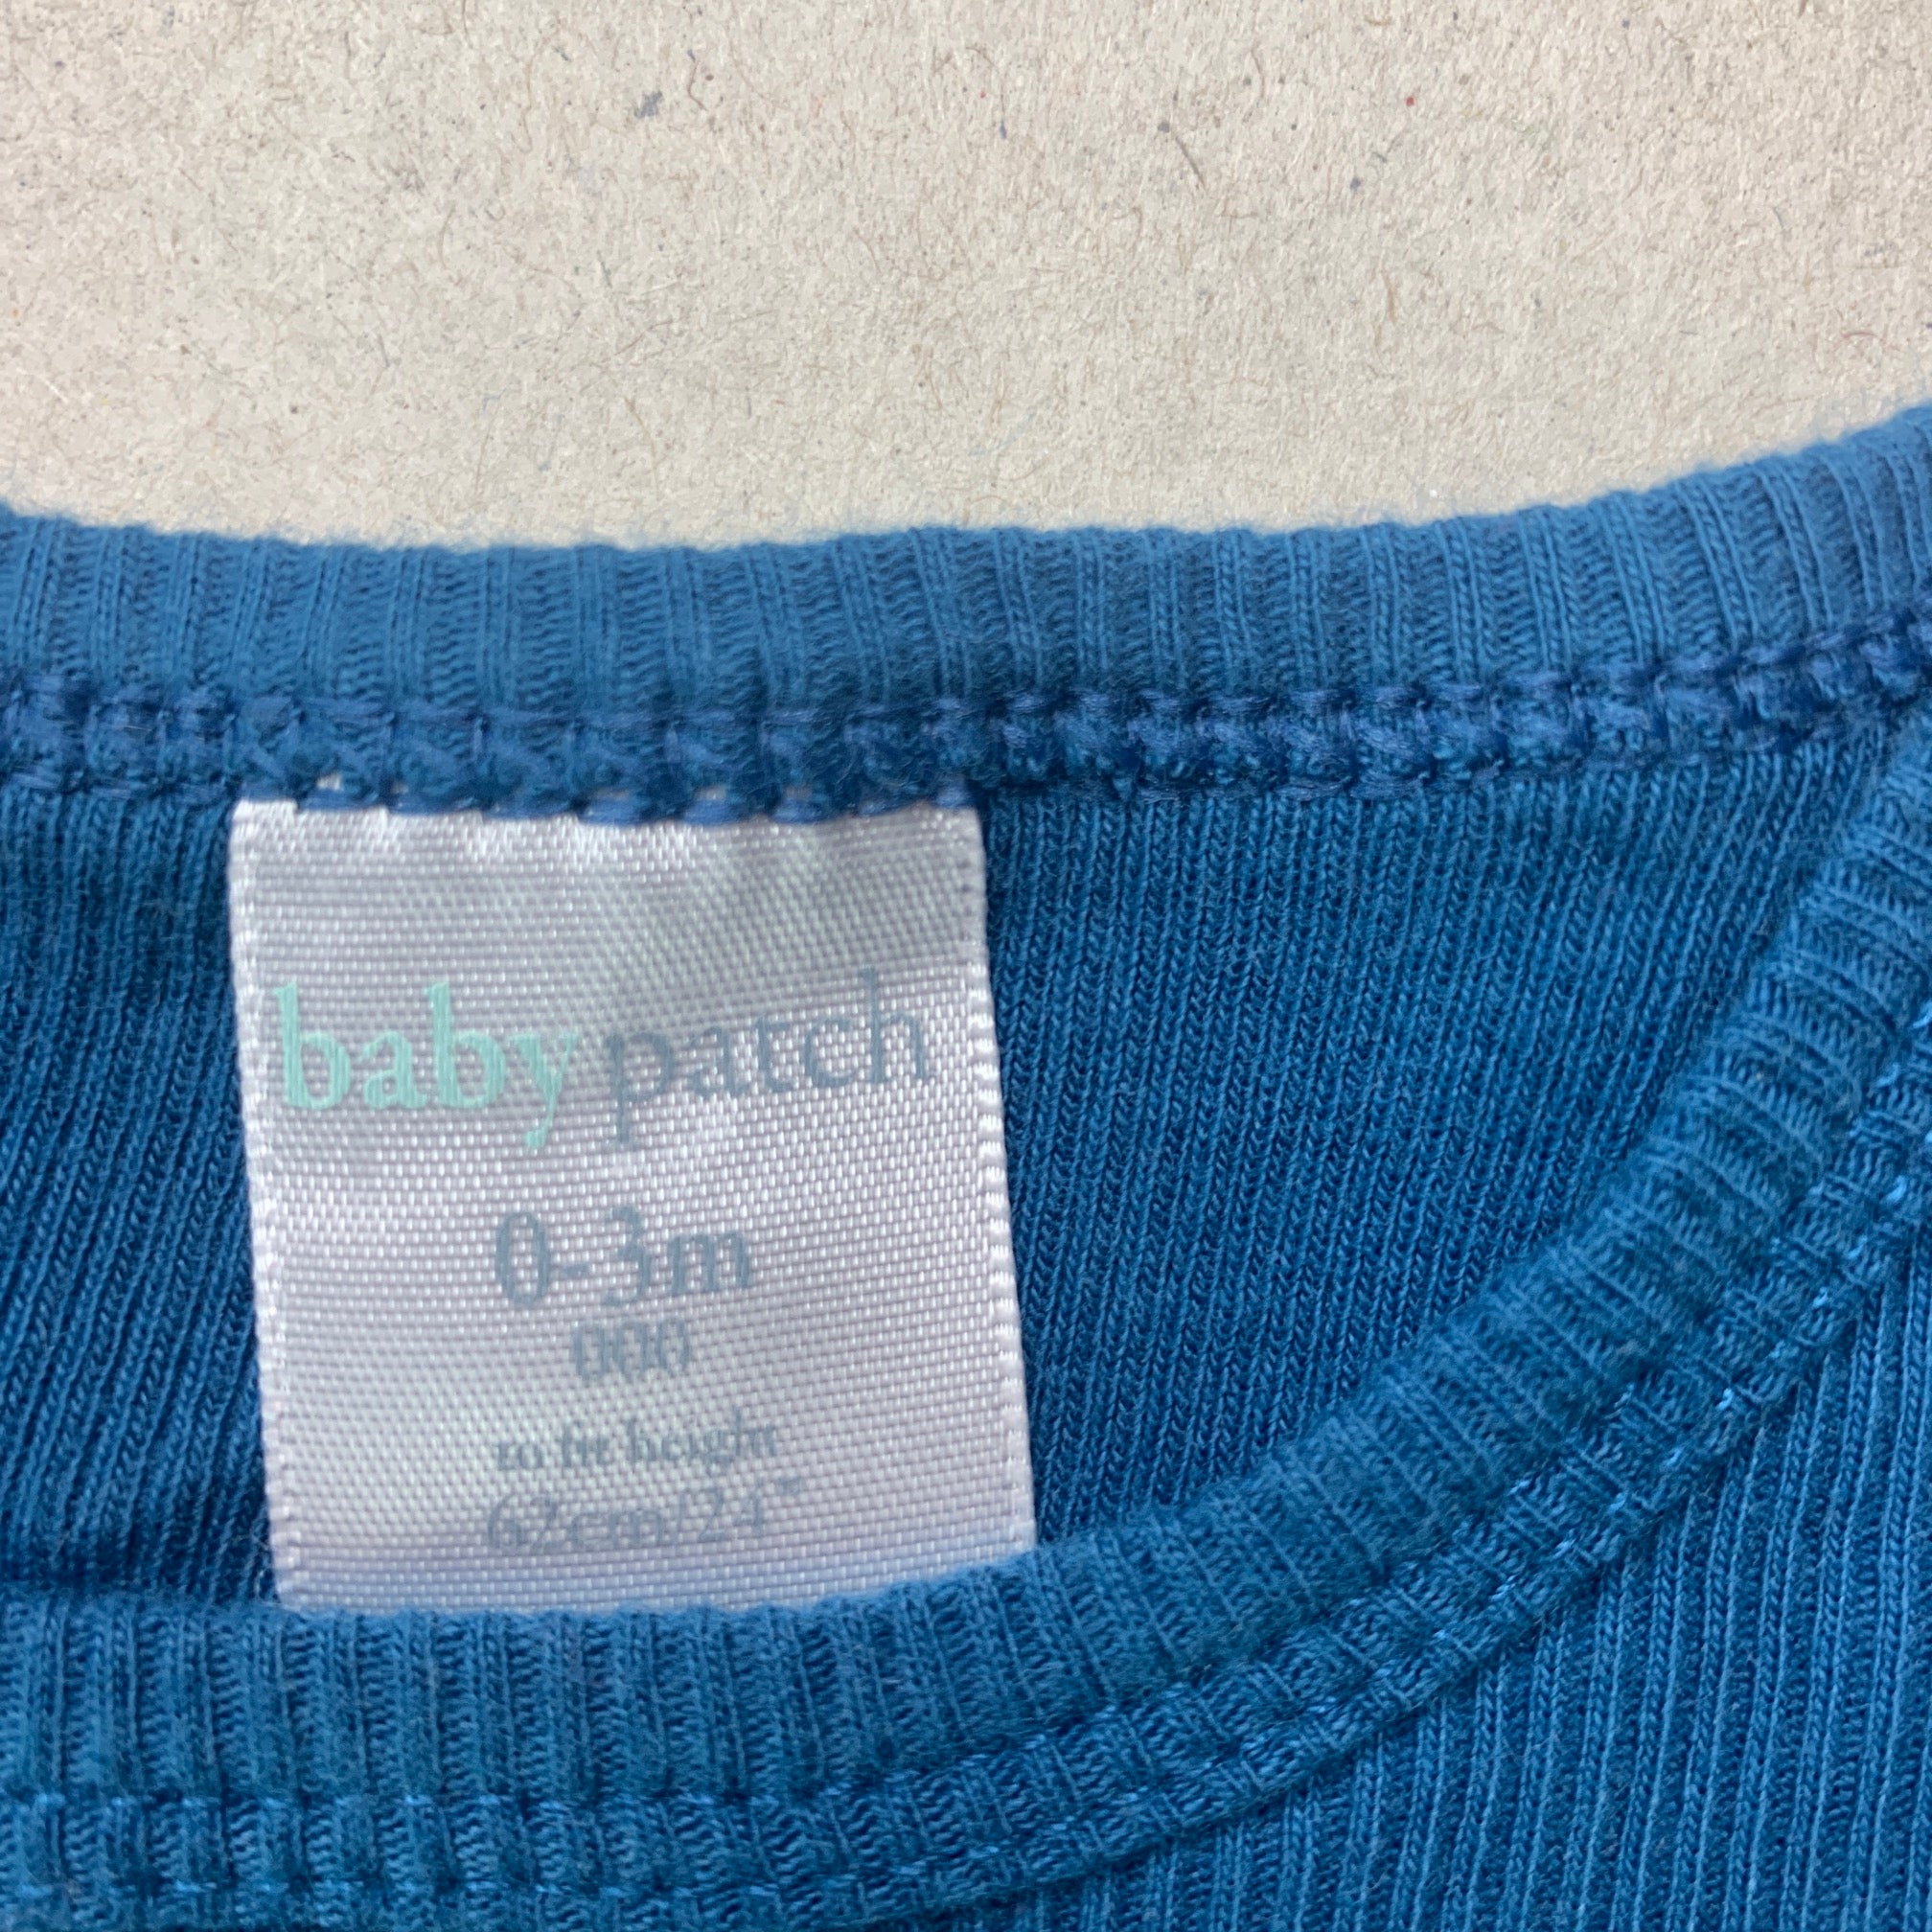 baby patch
0-3m
000
to fit height
62cm/24"